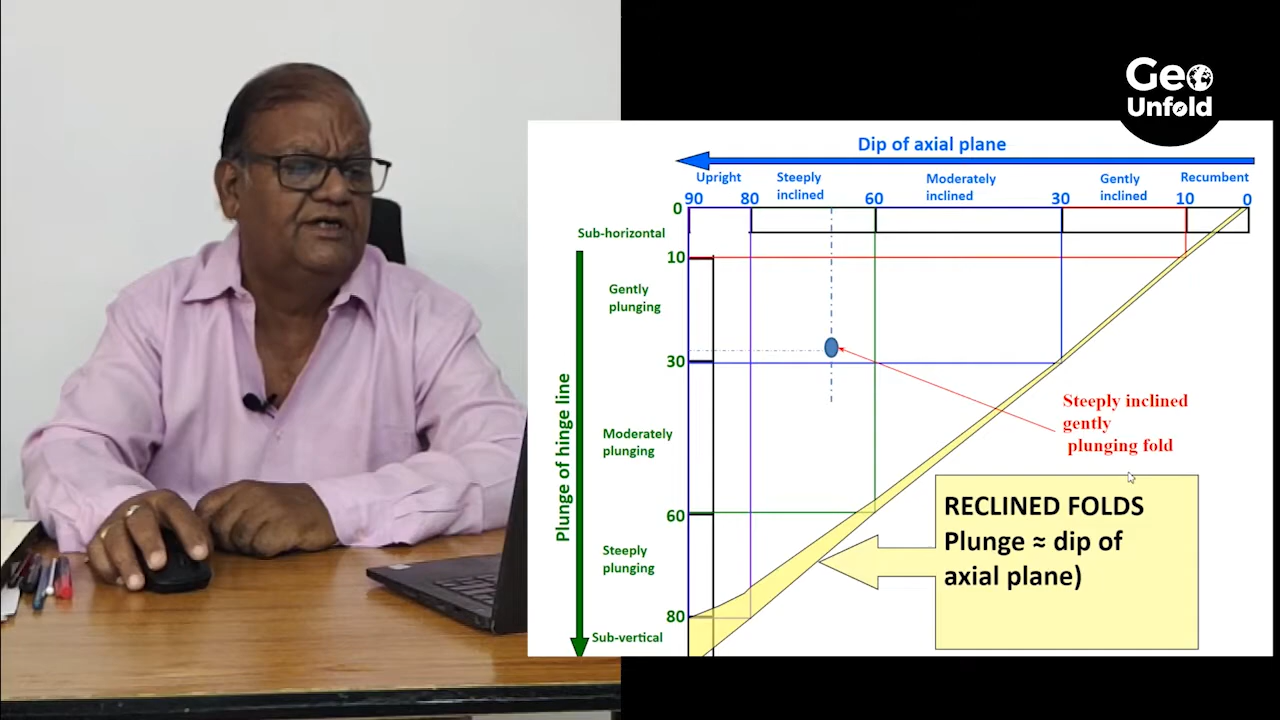 Geo
Unfold
Dip of axial plane
Upright
Steeply
inclined
Moderately
inclined
Gently
inclined
Recumbent
90 80 60 30 10 0
0
Sub-horizontal
10
Gently
plunging
30
Plunge of hinge line
Moderately
plunging
60
Steeply
plunging
80
Sub-vertical
Steeply inclined
gently
plunging fold
RECLINED FOLDS
Plunge ≈ dip of
axial plane)